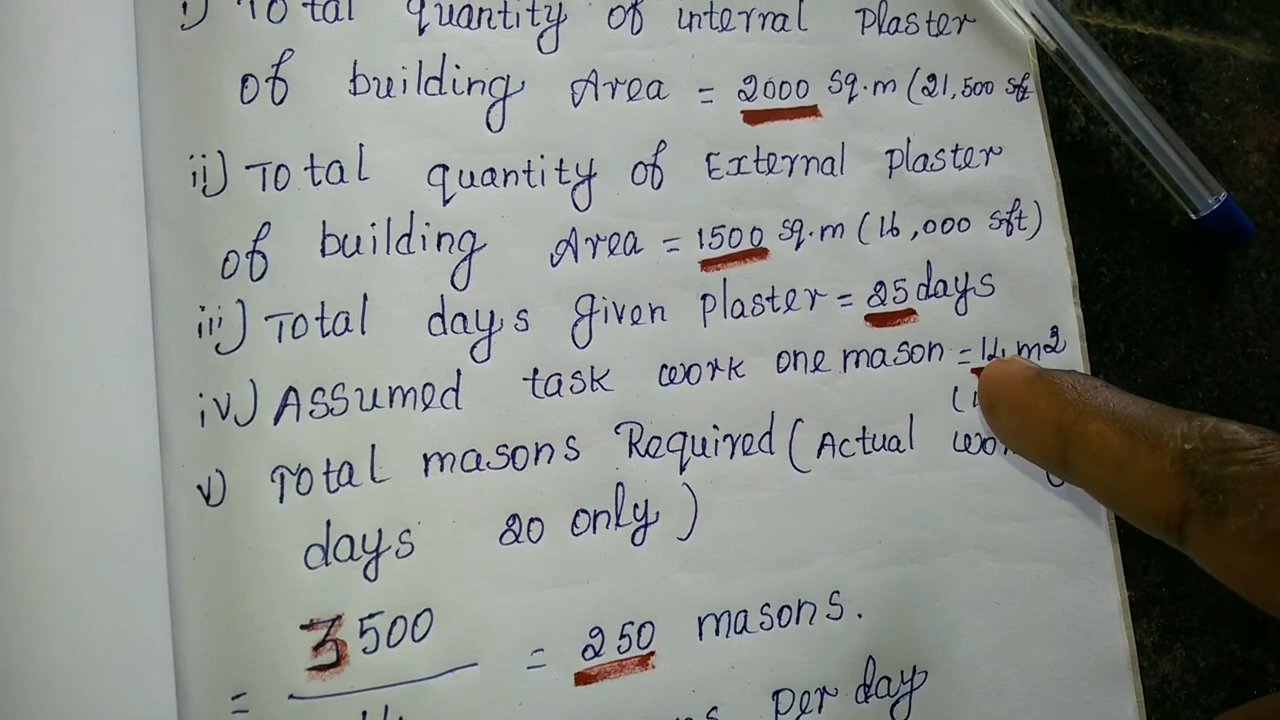 i) Total quantity of internal plaster
of building Area = 2000 sq.m (21,500 sft
ii) Total quantity of External plaster
of building Area = 1500 sq.m (16,000 sft)
iii) Total days given plaster = 25 days
iv) Assumed task work one mason = 14 m²
(
v) Total masons Required (Actual
days 20 only)
3500
= = 250 masons.
14
per day